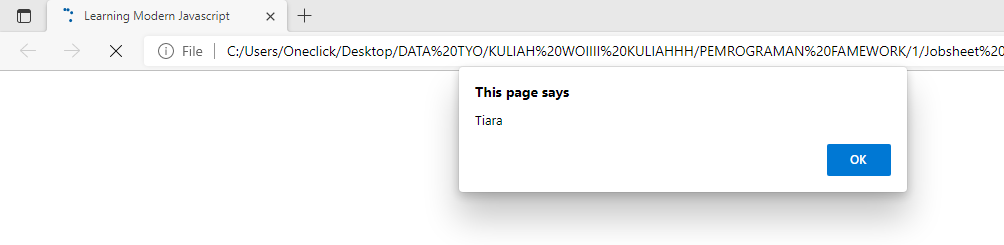 Learning Modern Javascript
File
C:/Users/Oneclick/Desktop/DATA%20TYO/KULIAH%20WOIIII%20KULIAHHH/PEMROGRAMAN%20FAMEWORK/1/Jobsheet%20
This page says
Tiara
OK